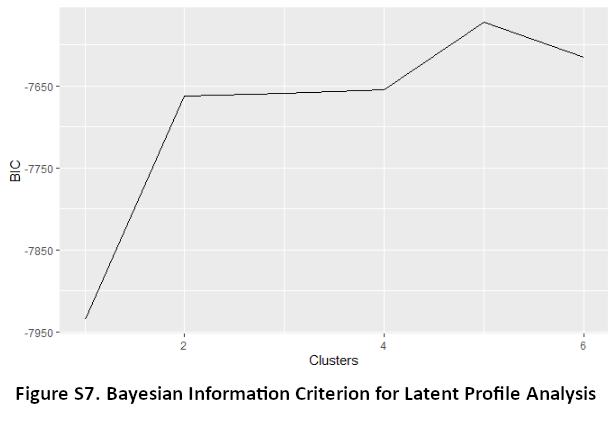 -7650
-7750
-7850
-7950
BIC
2 4 6
Clusters
Figure S7. Bayesian Information Criterion for Latent Profile Analysis